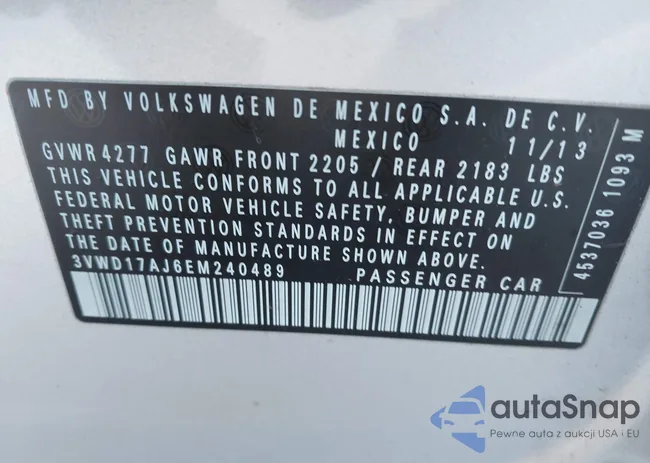 MFD BY VOLKSWAGEN DE MEXICO S.A. DE C.V.
MEXICO 11/13
GVWR 4277 GAWR FRONT 2205 / REAR 2183 LBS
THIS VEHICLE CONFORMS TO ALL APPLICABLE U.S.
FEDERAL MOTOR VEHICLE SAFETY, BUMPER AND
THEFT PREVENTION STANDARDS IN EFFECT ON
THE DATE OF MANUFACTURE SHOWN ABOVE.
3VWD17AJ6EM240489 PASSENGER CAR
4537036 1093 M
autaSnap
Pewne auta z aukcji USA i EU